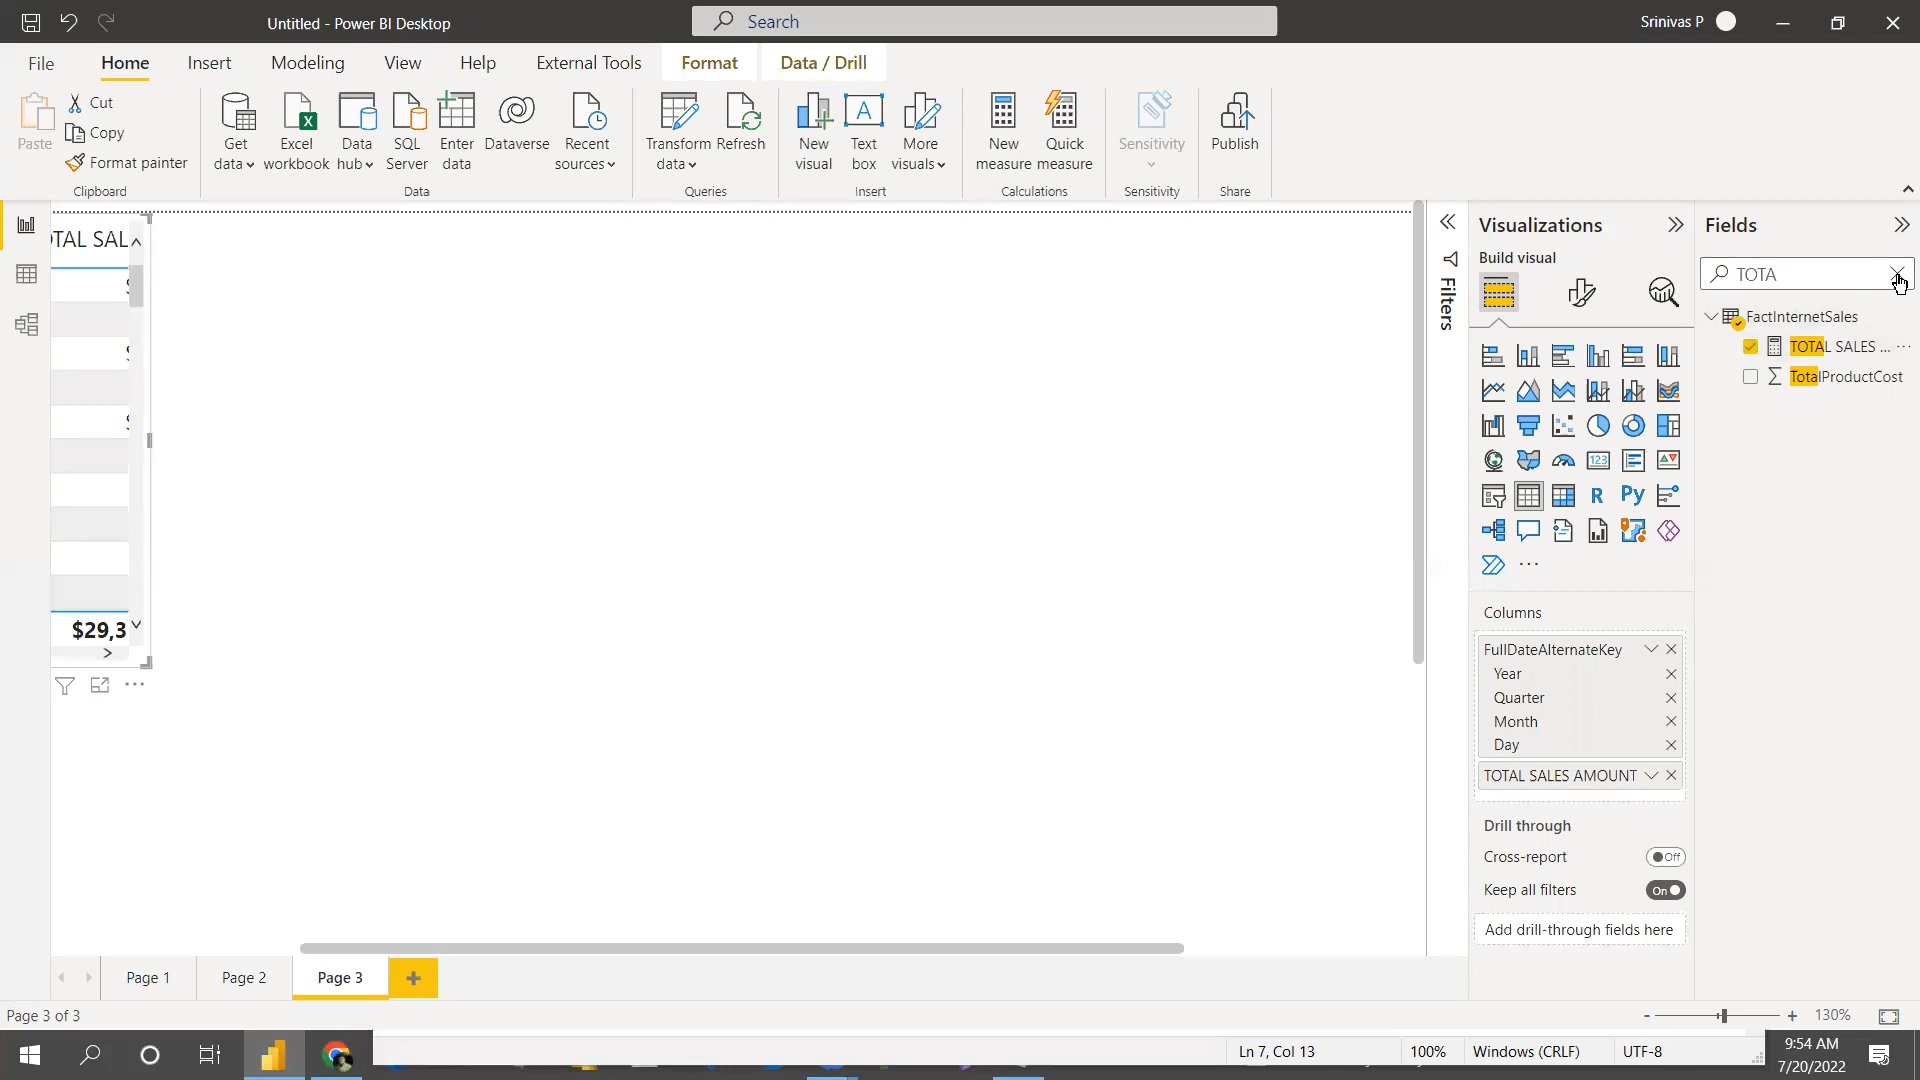 Untitled - Power BI Desktop
Search
Srinivas P
File
Home
Insert
Modeling
View
Help
External Tools
Format
Data / Drill
Paste
Cut
Copy
Format painter
Clipboard
Get data
Excel workbook
Data hub
SQL Server
Enter data
Dataverse
Recent sources
Data
Transform data
Refresh
Queries
New visual
Text box
More visuals
Insert
New measure
Quick measure
Calculations
Sensitivity
Sensitivity
Publish
Share
OTAL SAL
$
$
$
$29,3
Filters
Visualizations
Build visual
123
R
Py
Columns
FullDateAlternateKey
Year
Quarter
Month
Day
TOTAL SALES AMOUNT
Drill through
Cross-report
Off
Keep all filters
On
Add drill-through fields here
Fields
TOTA
FactInternetSales
TOTAL SALES ...
TotalProductCost
Page 1
Page 2
Page 3
Page 3 of 3
- + 130%
Ln 7, Col 13
100%
Windows (CRLF)
UTF-8
9:54 AM
7/20/2022